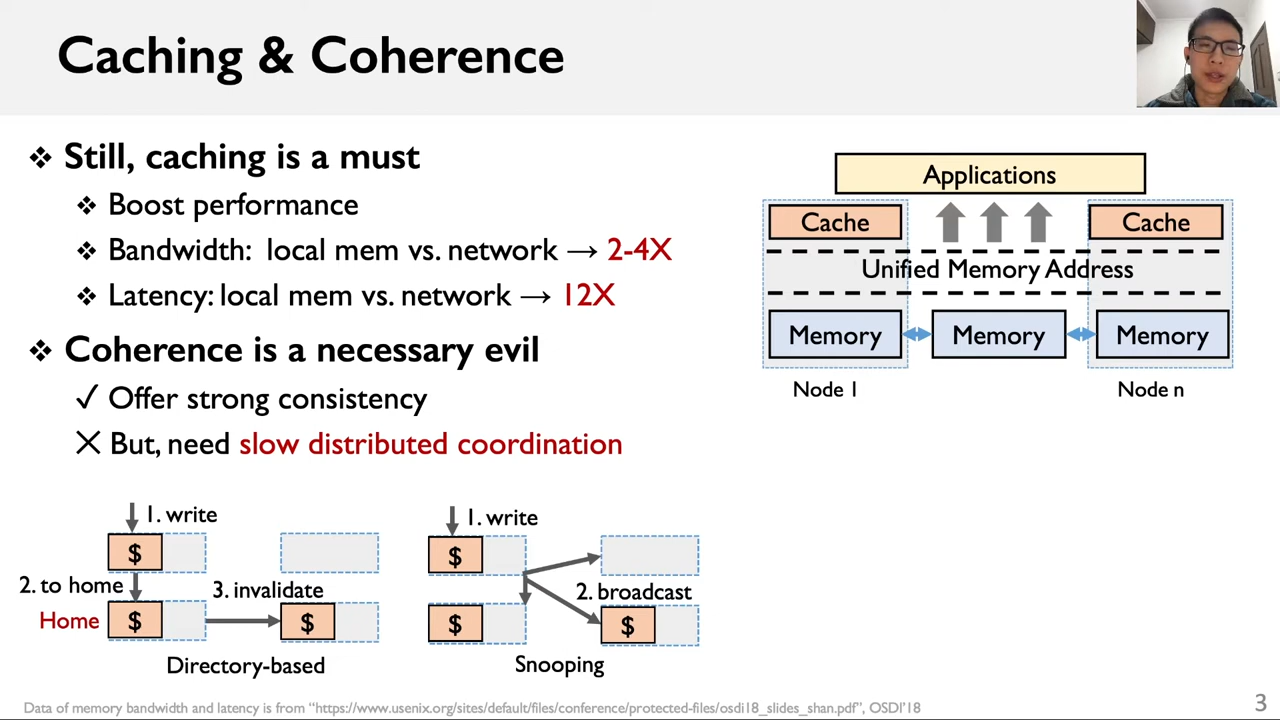 Caching & Coherence
❖ Still, caching is a must
❖ Boost performance
❖ Bandwidth: local mem vs. network → 2-4X
❖ Latency: local mem vs. network → 12X
❖ Coherence is a necessary evil
✓ Offer strong consistency
✕ But, need slow distributed coordination
Applications
Cache
Cache
Unified Memory Address
Memory
Memory
Memory
Node 1
Node n
1. write
$
2. to home
3. invalidate
Home
$
$
Directory-based
1. write
$
2. broadcast
$
$
Snooping
Data of memory bandwidth and latency is from “https://www.usenix.org/sites/default/files/conference/protected-files/osdi18_slides_shan.pdf”, OSDI’18
3